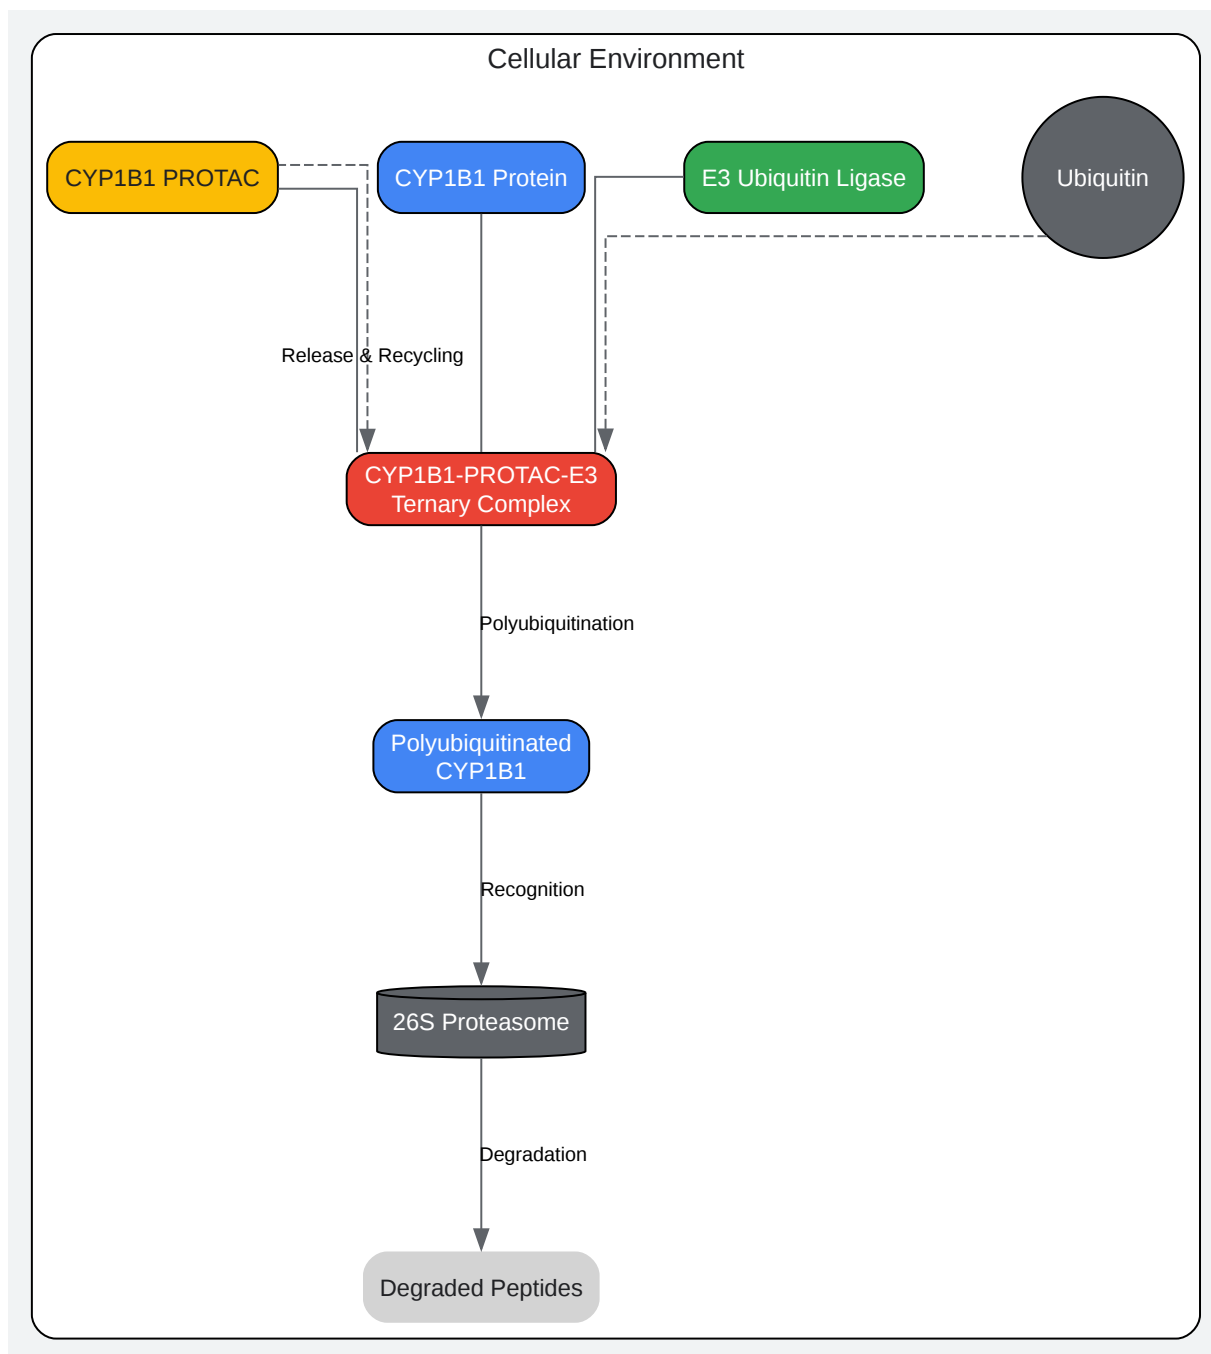 Cellular Environment
CYP1B1 PROTAC
CYP1B1 Protein
E3 Ubiquitin Ligase
Ubiquitin
Release & Recycling
CYP1B1-PROTAC-E3
Ternary Complex
Polyubiquitination
Polyubiquitinated
CYP1B1
Recognition
26S Proteasome
Degradation
Degraded Peptides